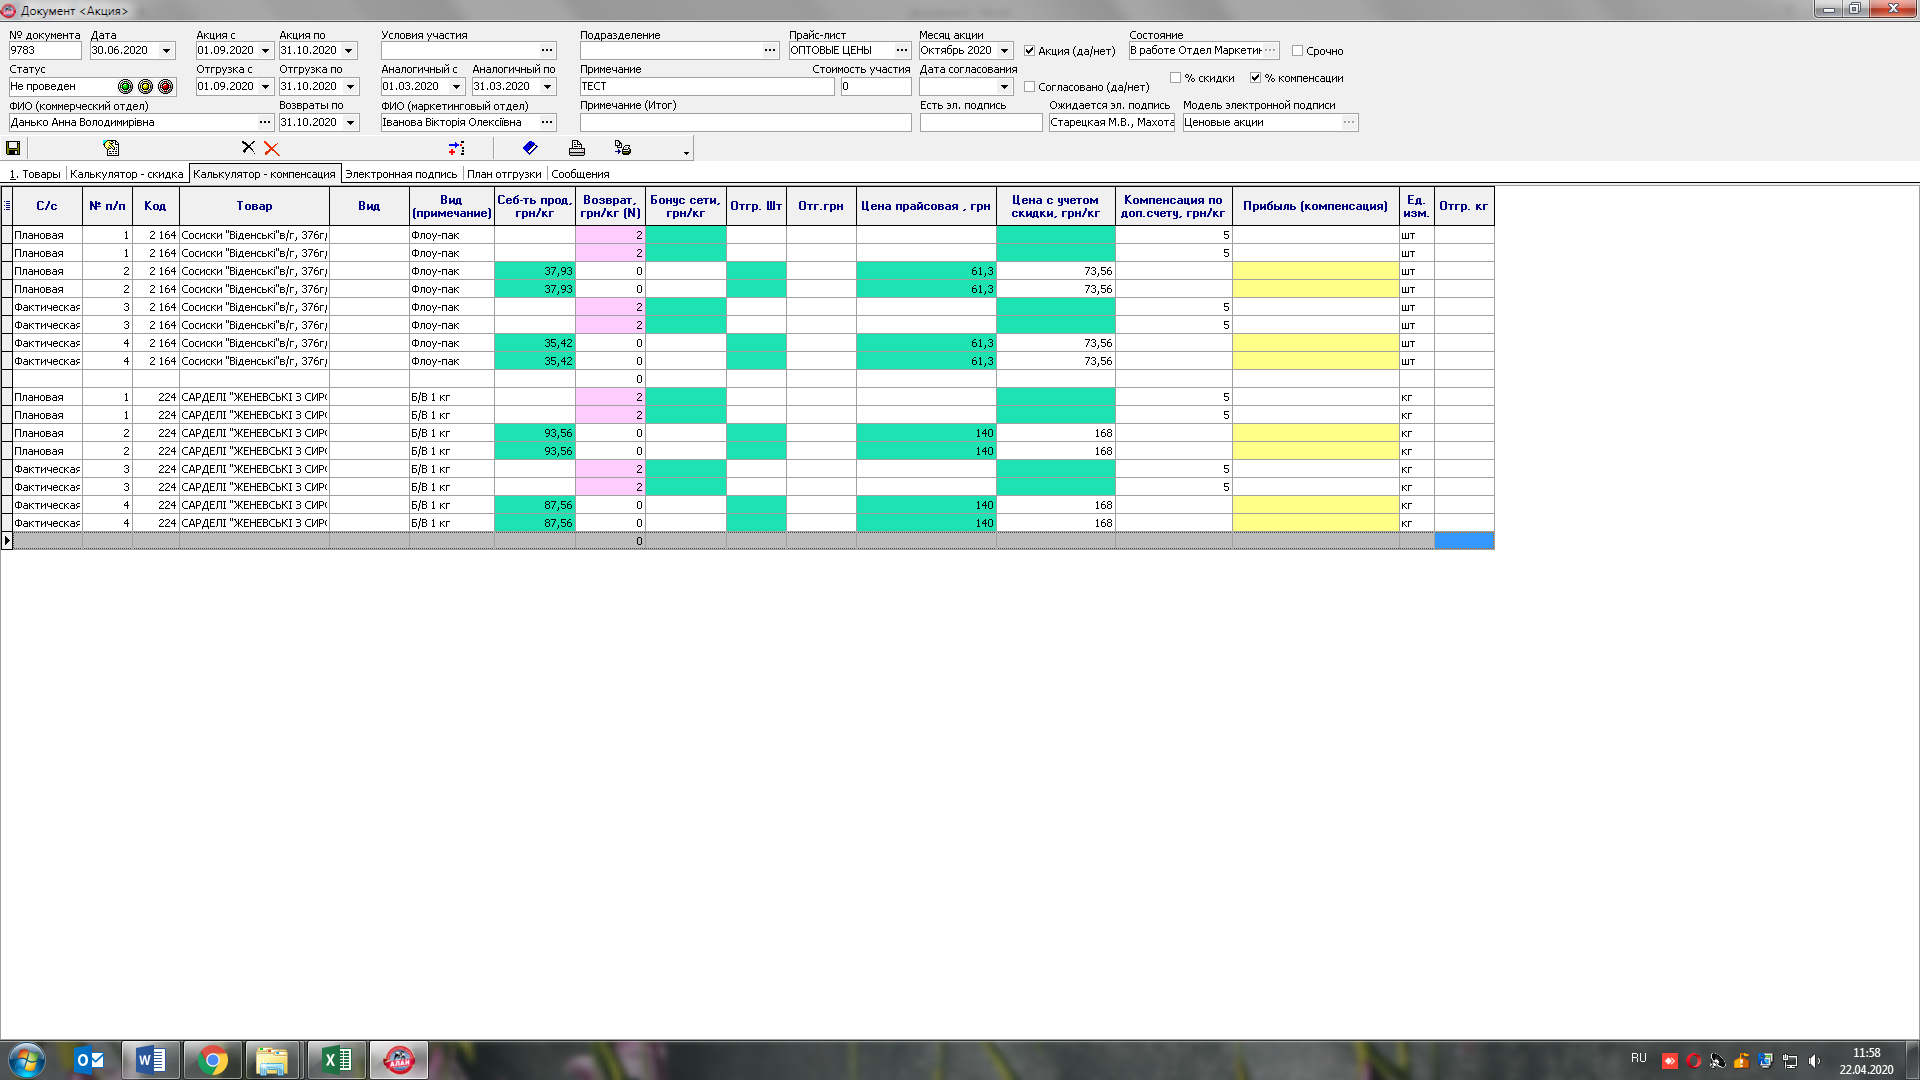 Документ <Акция>
№ документа Дата Акция с Акция по Условия участия Подразделение Прайс-лист Месяц акции Состояние
9783 30.06.2020 01.09.2020 31.10.2020 ОПТОВЫЕ ЦЕНЫ Октябрь 2020 Акция (да/нет) В работе Отдел Маркетин Срочно
Статус Отгрузка с Отгрузка по Аналогичный с Аналогичный по Примечание Стоимость участия Дата согласования % скидки % компенсации
Не проведен 01.09.2020 31.10.2020 01.03.2020 31.03.2020 ТЕСТ 0 Согласовано (да/нет)
ФИО (коммерческий отдел) Возвраты по ФИО (маркетинговый отдел) Примечание (Итог) Есть эл. подпись Ожидается эл. подпись Модель электронной подписи
Данько Анна Володимирівна 31.10.2020 Іванова Вікторія Олексіївна Старецкая М.В., Махота Ценовые акции
1. Товары Калькулятор - скидка Калькулятор - компенсация Электронная подпись План отгрузки Сообщения
С/с № п/п Код Товар Вид Вид (примечание) Себ-ть прод, грн/кг Возврат, грн/кг (N) Бонус сети, грн/кг Отгр. Шт Отг.грн Цена прайсовая , грн Цена с учетом скидки, грн/кг Компенсация по доп.счету, грн/кг Прибыль (компенсация) Ед. изм. Отгр. кг
Плановая 1 2 164 Сосиски "Віденські"в/г, 376г/ Флоу-пак 2 5 шт
Плановая 1 2 164 Сосиски "Віденські"в/г, 376г/ Флоу-пак 2 5 шт
Плановая 2 2 164 Сосиски "Віденські"в/г, 376г/ Флоу-пак 37,93 0 61,3 73,56 шт
Плановая 2 2 164 Сосиски "Віденські"в/г, 376г/ Флоу-пак 37,93 0 61,3 73,56 шт
Фактическая 3 2 164 Сосиски "Віденські"в/г, 376г/ Флоу-пак 2 5 шт
Фактическая 3 2 164 Сосиски "Віденські"в/г, 376г/ Флоу-пак 2 5 шт
Фактическая 4 2 164 Сосиски "Віденські"в/г, 376г/ Флоу-пак 35,42 0 61,3 73,56 шт
Фактическая 4 2 164 Сосиски "Віденські"в/г, 376г/ Флоу-пак 35,42 0 61,3 73,56 шт
0
Плановая 1 224 САРДЕЛІ "ЖЕНЕВСЬКІ З СИР Б/В 1 кг 2 5 кг
Плановая 1 224 САРДЕЛІ "ЖЕНЕВСЬКІ З СИР Б/В 1 кг 2 5 кг
Плановая 2 224 САРДЕЛІ "ЖЕНЕВСЬКІ З СИР Б/В 1 кг 93,56 0 140 168 кг
Плановая 2 224 САРДЕЛІ "ЖЕНЕВСЬКІ З СИР Б/В 1 кг 93,56 0 140 168 кг
Фактическая 3 224 САРДЕЛІ "ЖЕНЕВСЬКІ З СИР Б/В 1 кг 2 5 кг
Фактическая 3 224 САРДЕЛІ "ЖЕНЕВСЬКІ З СИР Б/В 1 кг 2 5 кг
Фактическая 4 224 САРДЕЛІ "ЖЕНЕВСЬКІ З СИР Б/В 1 кг 87,56 0 140 168 кг
Фактическая 4 224 САРДЕЛІ "ЖЕНЕВСЬКІ З СИР Б/В 1 кг 87,56 0 140 168 кг
0
RU
11:58
22.04.2020